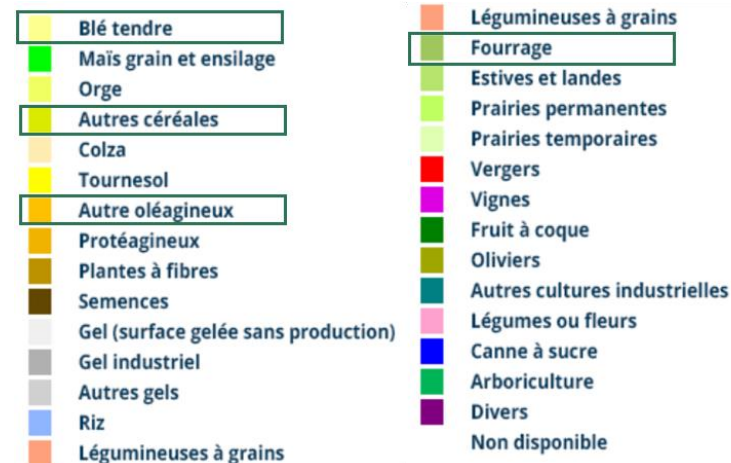 Blé tendre
Maïs grain et ensilage
Orge
Autres céréales
Colza
Tournesol
Autre oléagineux
Protéagineux
Plantes à fibres
Semences
Gel (surface gelée sans production)
Gel industriel
Autres gels
Riz
Légumineuses à grains
Légumineuses à grains
Fourrage
Estives et landes
Prairies permanentes
Prairies temporaires
Vergers
Vignes
Fruit à coque
Oliviers
Autres cultures industrielles
Légumes ou fleurs
Canne à sucre
Arboriculture
Divers
Non disponible